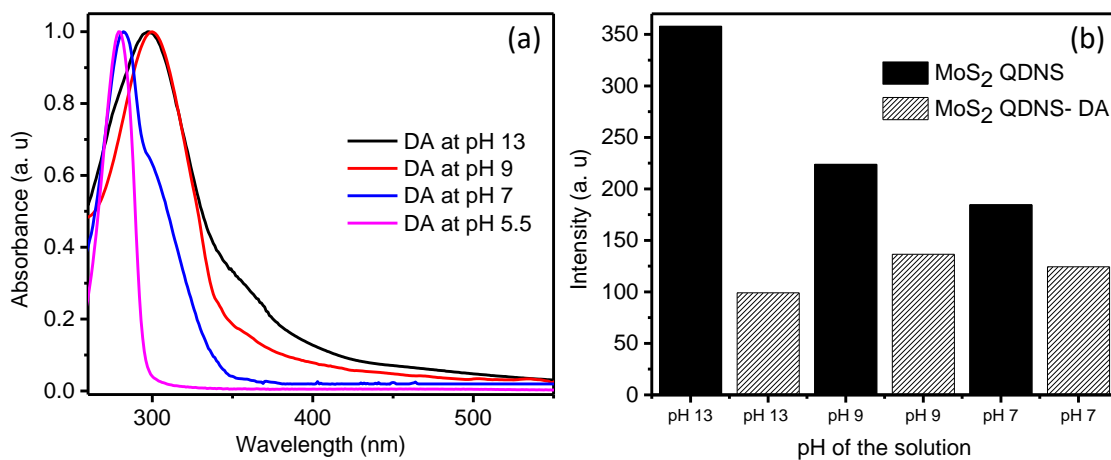 (a)
1.0
0.8
0.6
0.4
0.2
0.0
Absorbance (a. u)
DA at pH 13
DA at pH 9
DA at pH 7
DA at pH 5.5
300
400
500
Wavelength (nm)
(b)
350
300
250
200
150
100
50
0
Intensity (a. u)
MoS2 QDNS
MoS2 QDNS- DA
pH 13
pH 13
pH 9
pH 9
pH 7
pH 7
pH of the solution